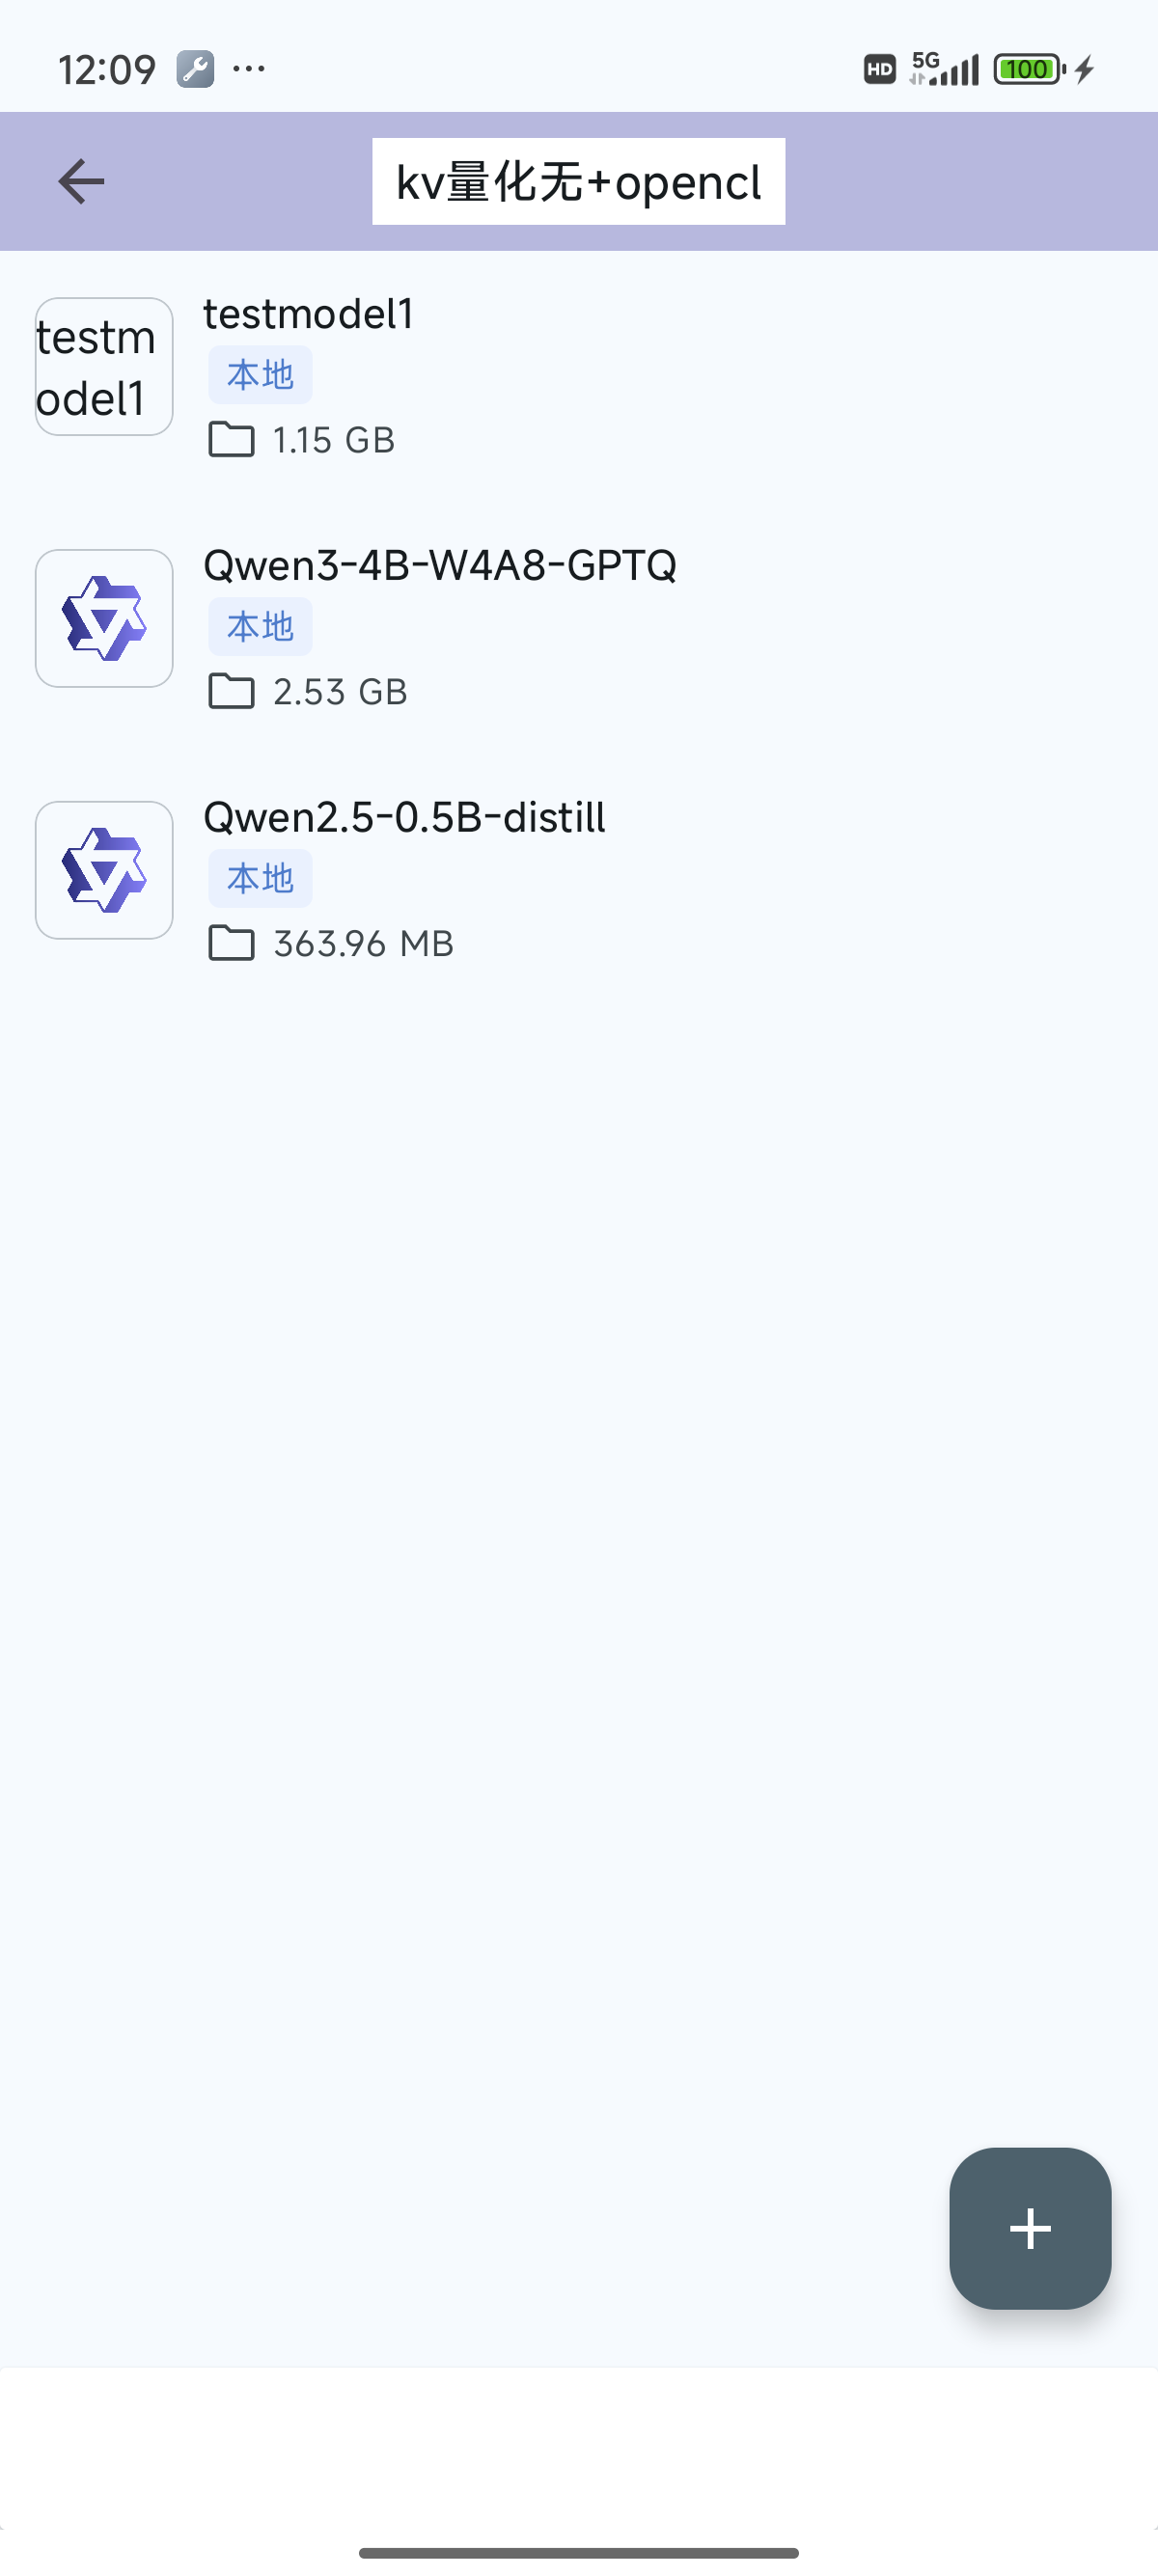 12:09
HD 5G 100
kv量化无+opencl
testm
odel1
testmodel1
本地
1.15 GB
Qwen3-4B-W4A8-GPTQ
本地
2.53 GB
Qwen2.5-0.5B-distill
本地
363.96 MB